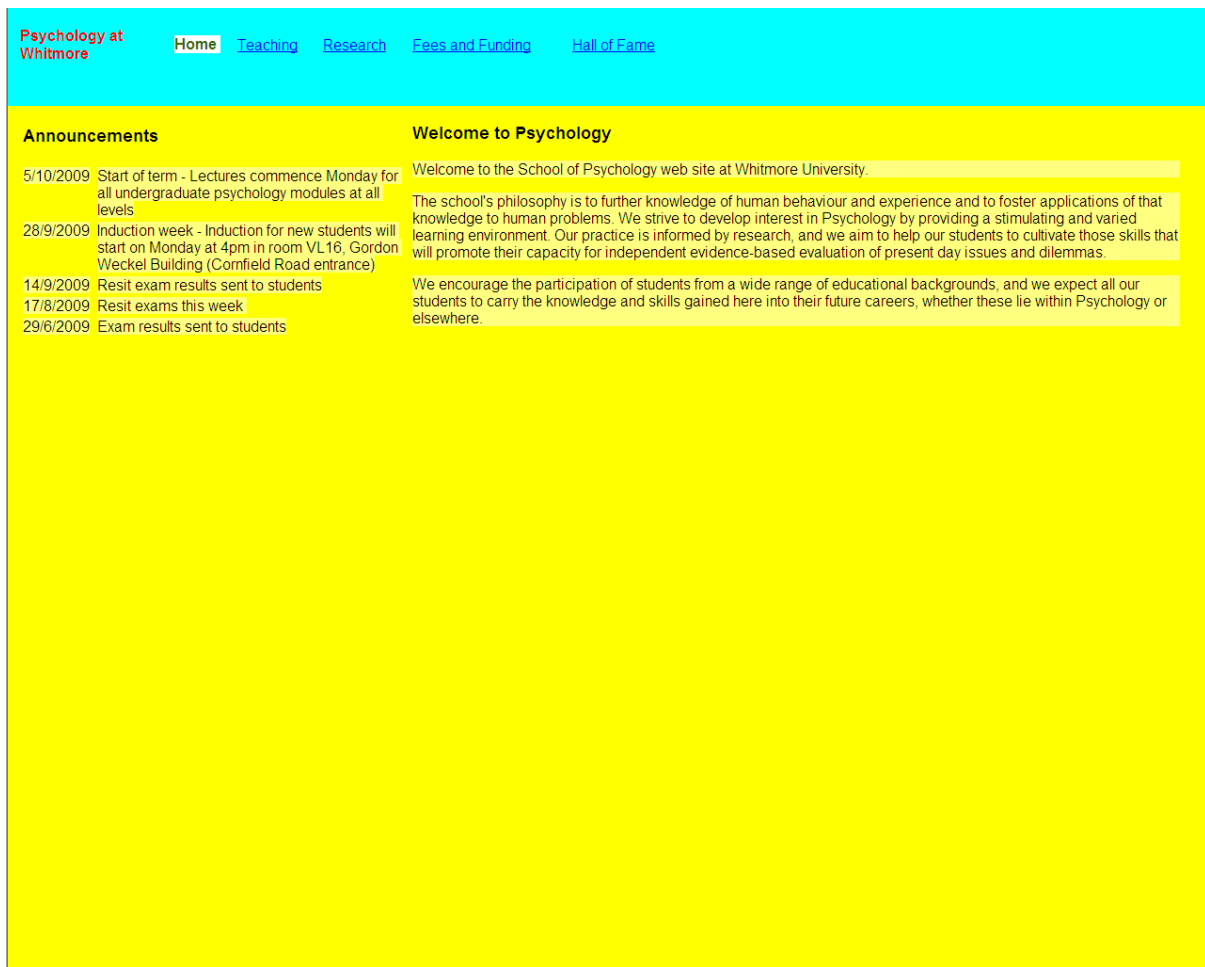 Psychology at
Whitmore
Home Teaching Research Fees and Funding Hall of Fame
Announcements
5/10/2009 Start of term - Lectures commence Monday for
all undergraduate psychology modules at all
levels
28/9/2009 Induction week - Induction for new students will
start on Monday at 4pm in room VL16, Gordon
Weckel Building (Cornfield Road entrance)
14/9/2009 Resit exam results sent to students
17/8/2009 Resit exams this week
29/6/2009 Exam results sent to students
Welcome to Psychology
Welcome to the School of Psychology web site at Whitmore University.
The school's philosophy is to further knowledge of human behaviour and experience and to foster applications of that
knowledge to human problems. We strive to develop interest in Psychology by providing a stimulating and varied
learning environment. Our practice is informed by research, and we aim to help our students to cultivate those skills that
will promote their capacity for independent evidence-based evaluation of present day issues and dilemmas.
We encourage the participation of students from a wide range of educational backgrounds, and we expect all our
students to carry the knowledge and skills gained here into their future careers, whether these lie within Psychology or
elsewhere.